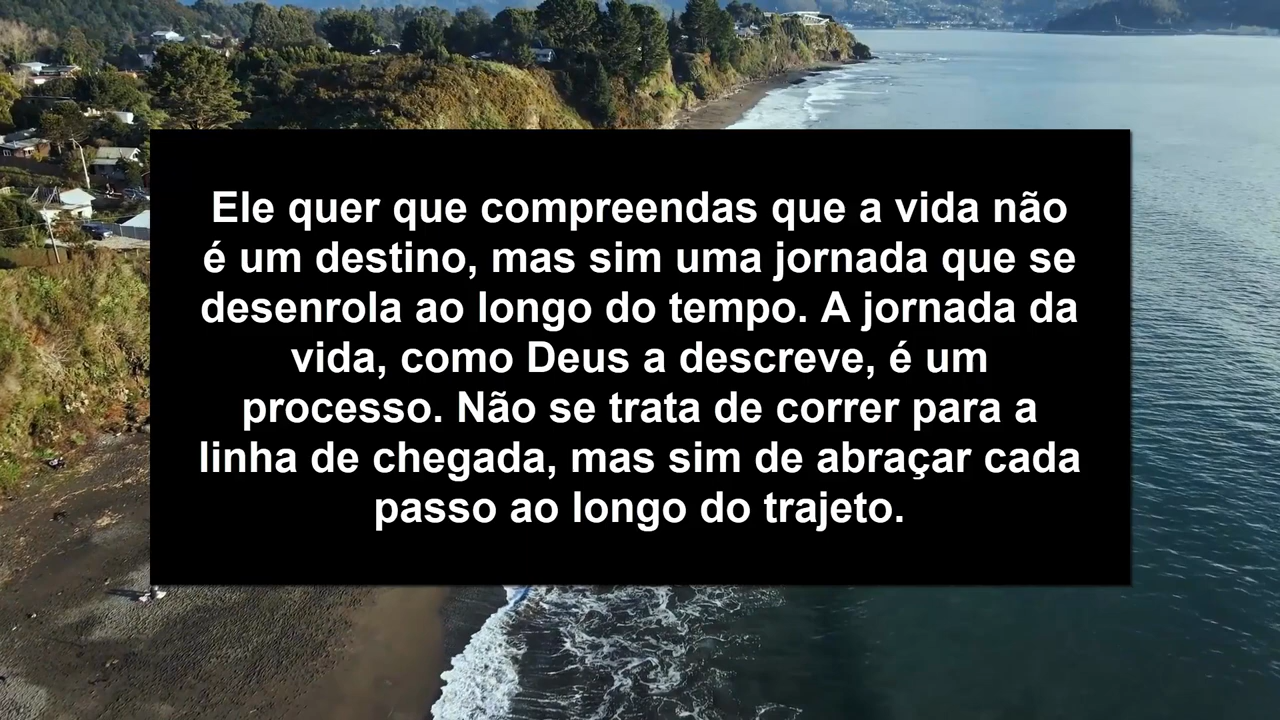 Ele quer que compreendas que a vida não
é um destino, mas sim uma jornada que se
desenrola ao longo do tempo. A jornada da
vida, como Deus a descreve, é um
processo. Não se trata de correr para a
linha de chegada, mas sim de abraçar cada
passo ao longo do trajeto.